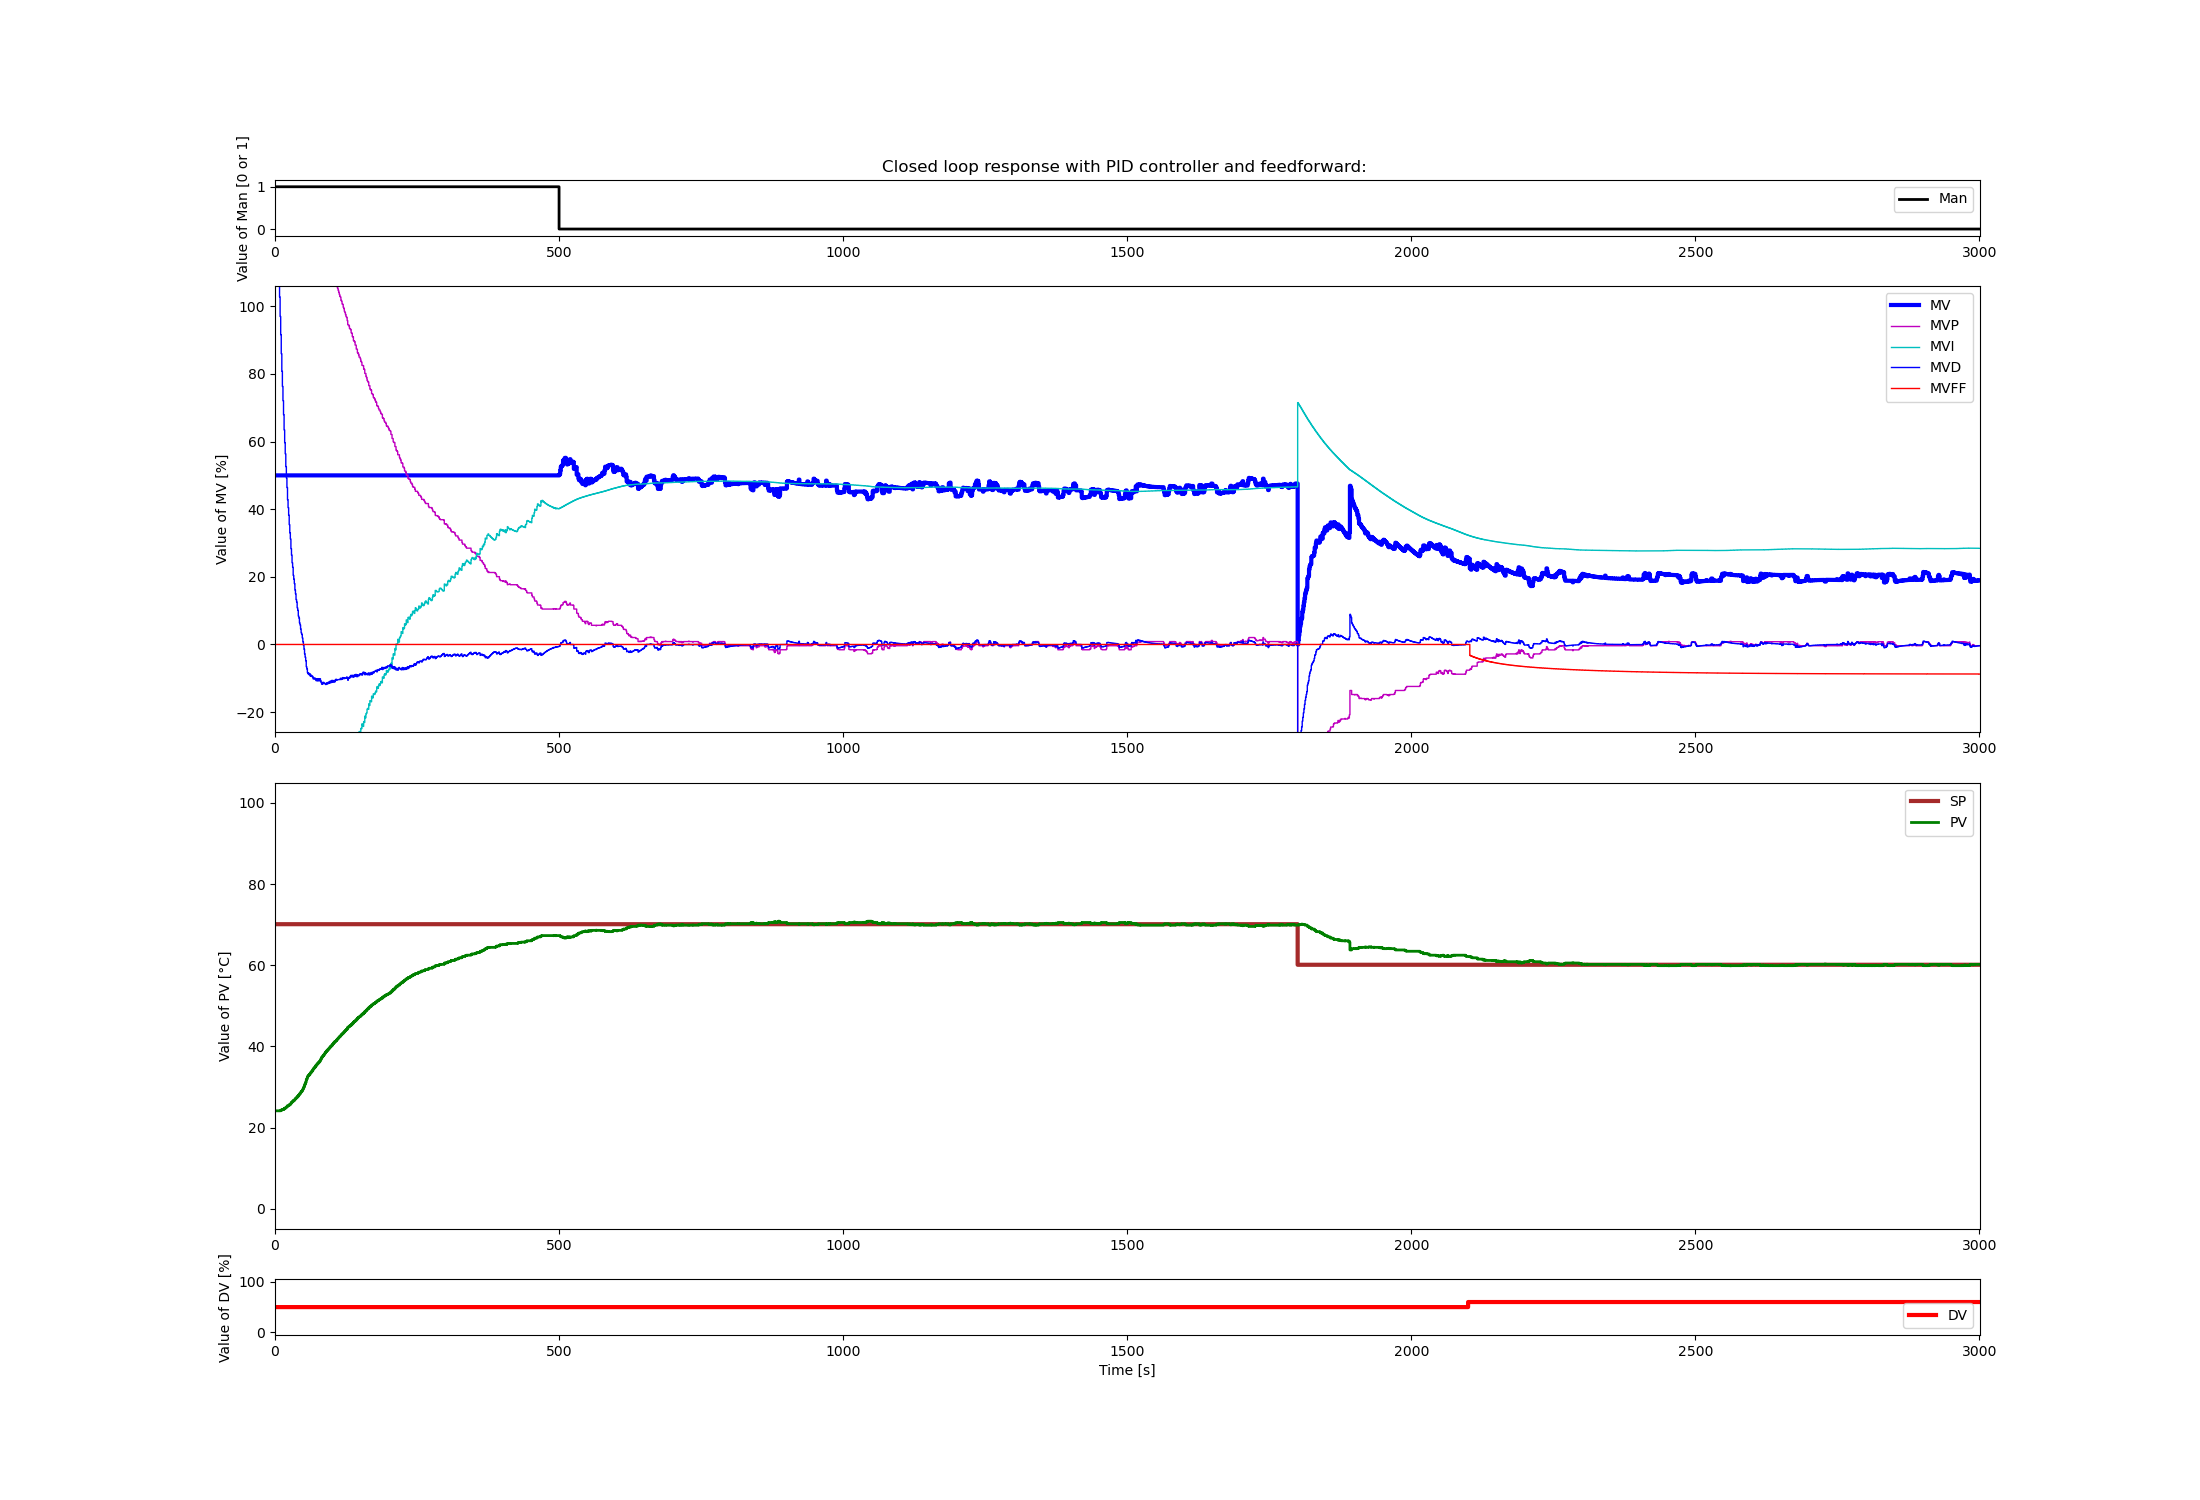 Closed loop response with PID controller and feedforward:
Value of Man [0 or 1]
1
0
Man
0 500 1000 1500 2000 2500 3000
Value of MV [%]
100
80
60
40
20
0
−20
MV
MVP
MVI
MVD
MVFF
0 500 1000 1500 2000 2500 3000
Value of PV [°C]
100
80
60
40
20
0
SP
PV
0 500 1000 1500 2000 2500 3000
Value of DV [%]
100
0
DV
0 500 1000 1500 2000 2500 3000
Time [s]